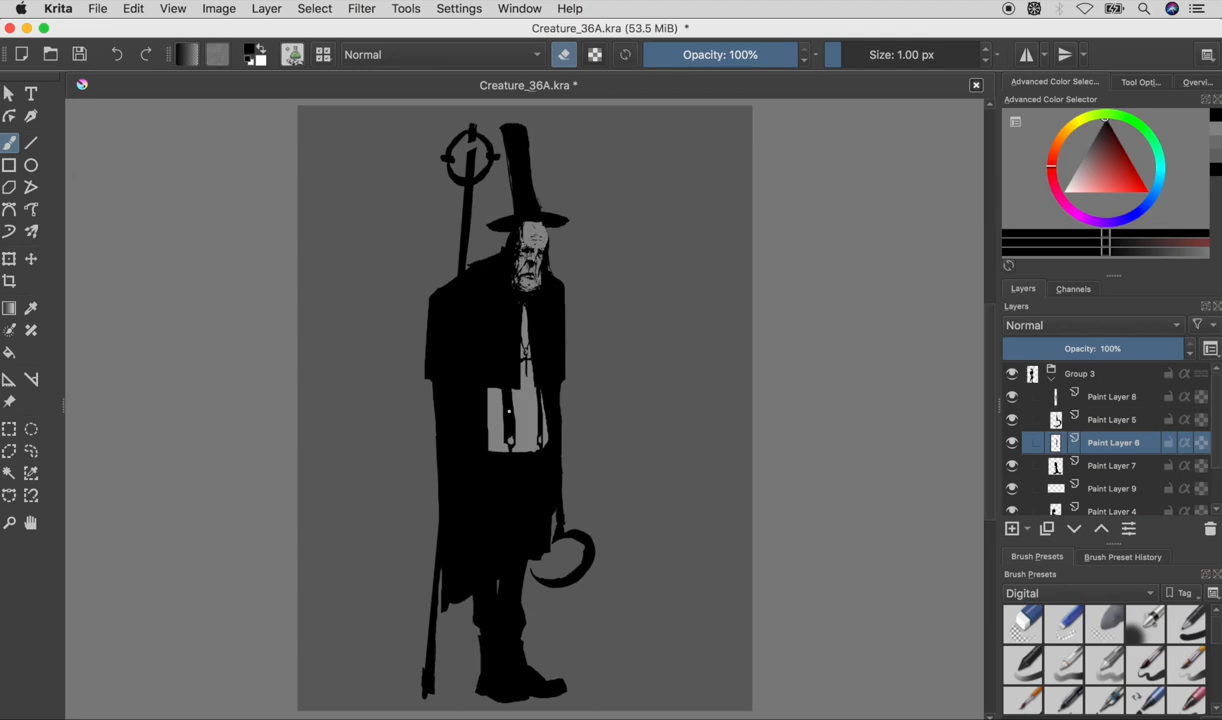 Krita File Edit View Image Layer Select Filter Tools Settings Window Help
Creature_36A.kra (53.5 MiB) *
Normal Opacity: 100% Size: 1.00 px
Creature_36A.kra *
Advanced Color Selec... Tool Opti... Overvi...
Advanced Color Selector
Layers Channels
Layers
Normal
Opacity: 100%
Group 3
Paint Layer 8
Paint Layer 5
Paint Layer 6
Paint Layer 7
Paint Layer 9
Paint Layer 4
Brush Presets Brush Preset History
Brush Presets
Digital Tag